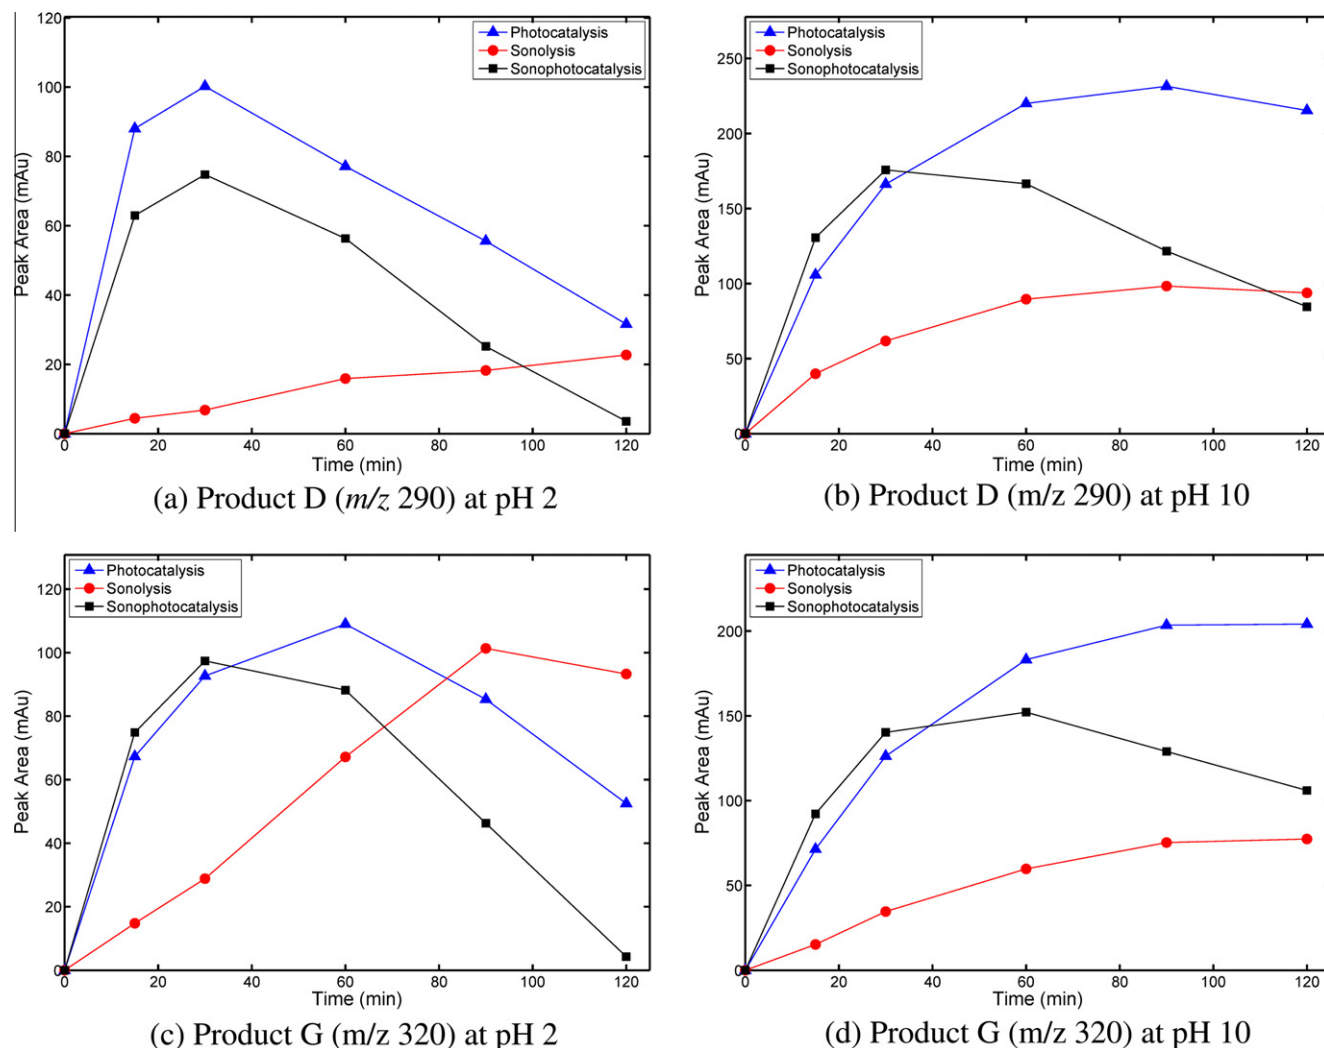 120
100
80
60
40
20
0
Peak Area (mAu)
Photocatalysis
Sonolysis
Sonophotocatalysis
0 20 40 60 80 100 120
Time (min)
(a) Product D (m/z 290) at pH 2
250
200
150
100
50
0
Peak Area (mAu)
Photocatalysis
Sonolysis
Sonophotocatalysis
0 20 40 60 80 100 120
Time (min)
(b) Product D (m/z 290) at pH 10
120
100
80
60
40
20
0
Peak Area (mAu)
Photocatalysis
Sonolysis
Sonophotocatalysis
0 20 40 60 80 100 120
Time (min)
(c) Product G (m/z 320) at pH 2
200
150
100
50
0
Peak Area (mAu)
Photocatalysis
Sonolysis
Sonophotocatalysis
0 20 40 60 80 100 120
Time (min)
(d) Product G (m/z 320) at pH 10